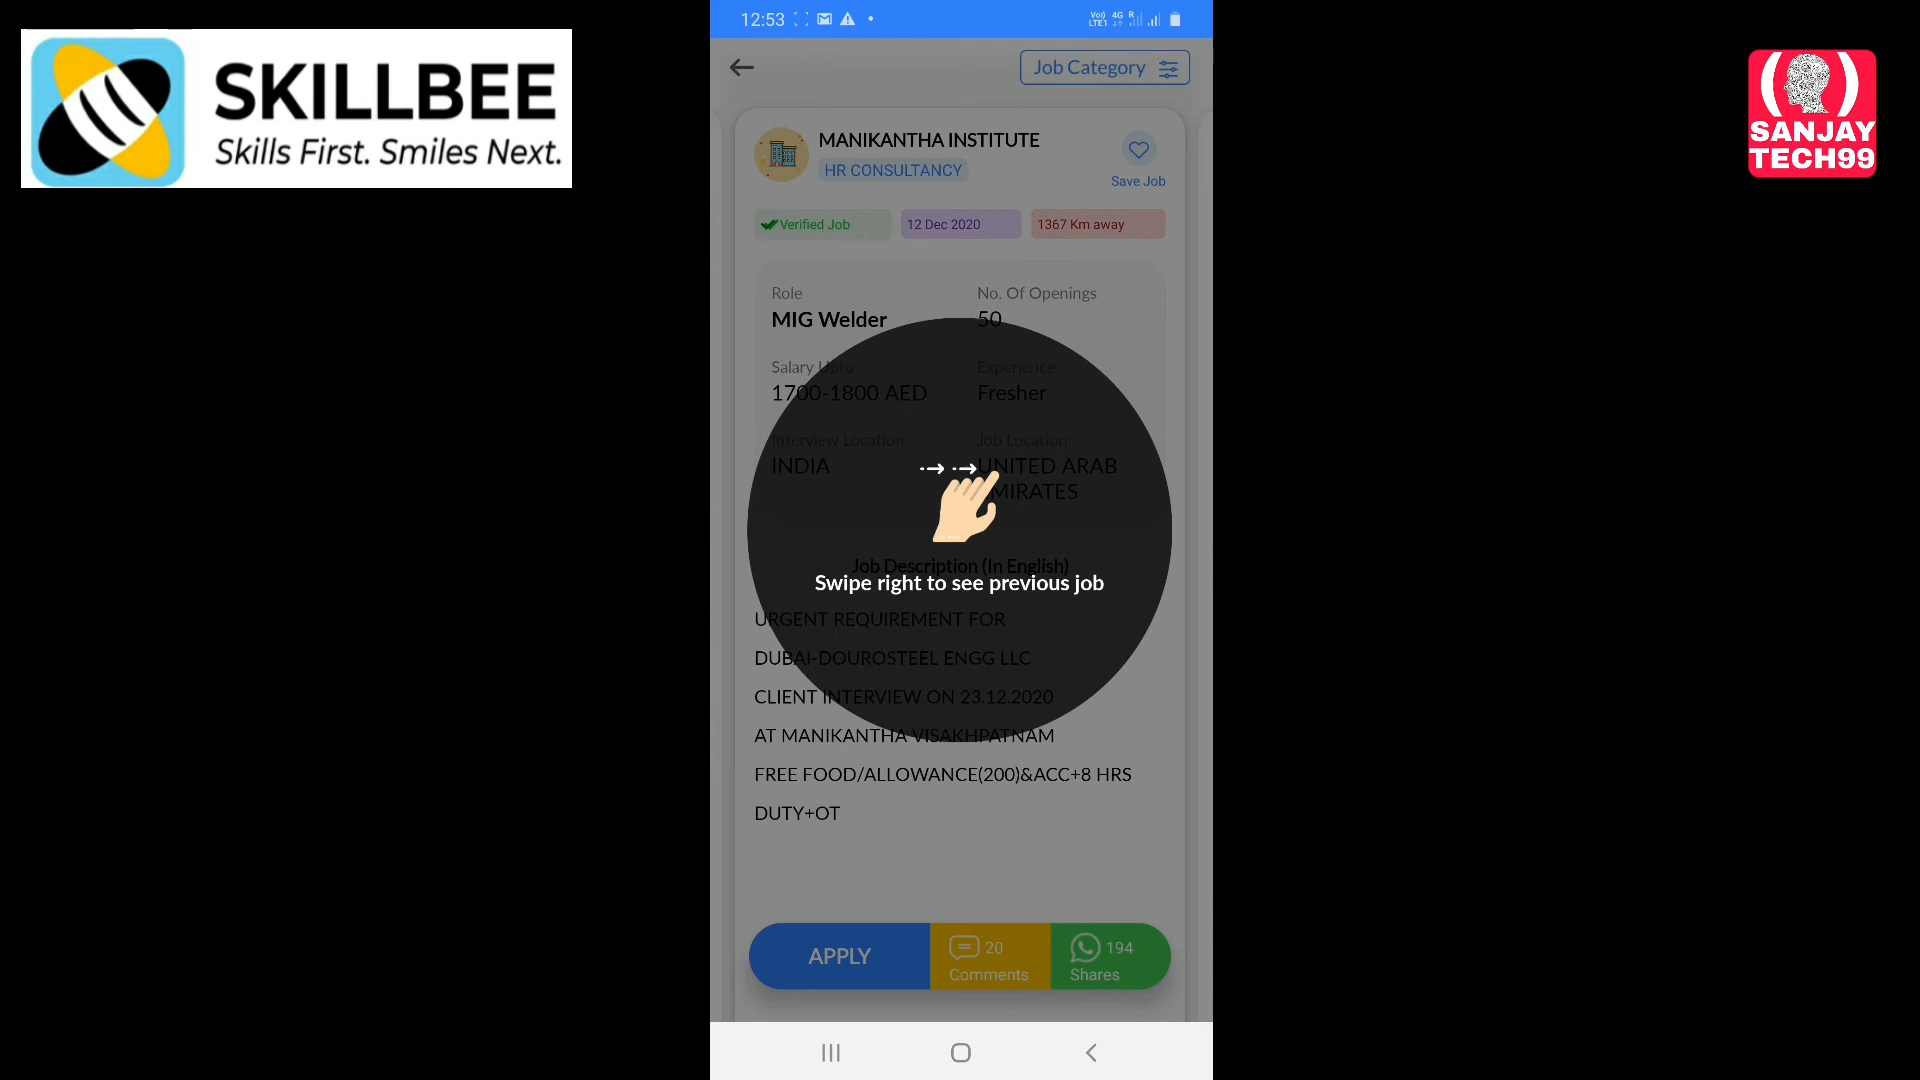 SKILLBEE
Skills First. Smiles Next.
SANJAY
TECH99
12:53
Vo)) 4G R
LTE1
Job Category
MANIKANTHA INSTITUTE
HR CONSULTANCY
Save Job
Verified Job
12 Dec 2020
1367 Km away
Role
No. Of Openings
MIG Welder
50
Salary Upto
Experience
1700-1800 AED
Fresher
Interview Location
Job Location
INDIA
UNITED ARAB
MIRATES
Job Description (In English)
Swipe right to see previous job
URGENT REQUIREMENT FOR
DUBAI-DOUROSTEEL ENGG LLC
CLIENT INTERVIEW ON 23.12.2020
AT MANIKANTHA VISAKHPATNAM
FREE FOOD/ALLOWANCE(200)&ACC+8 HRS
DUTY+OT
APPLY
20
Comments
194
Shares